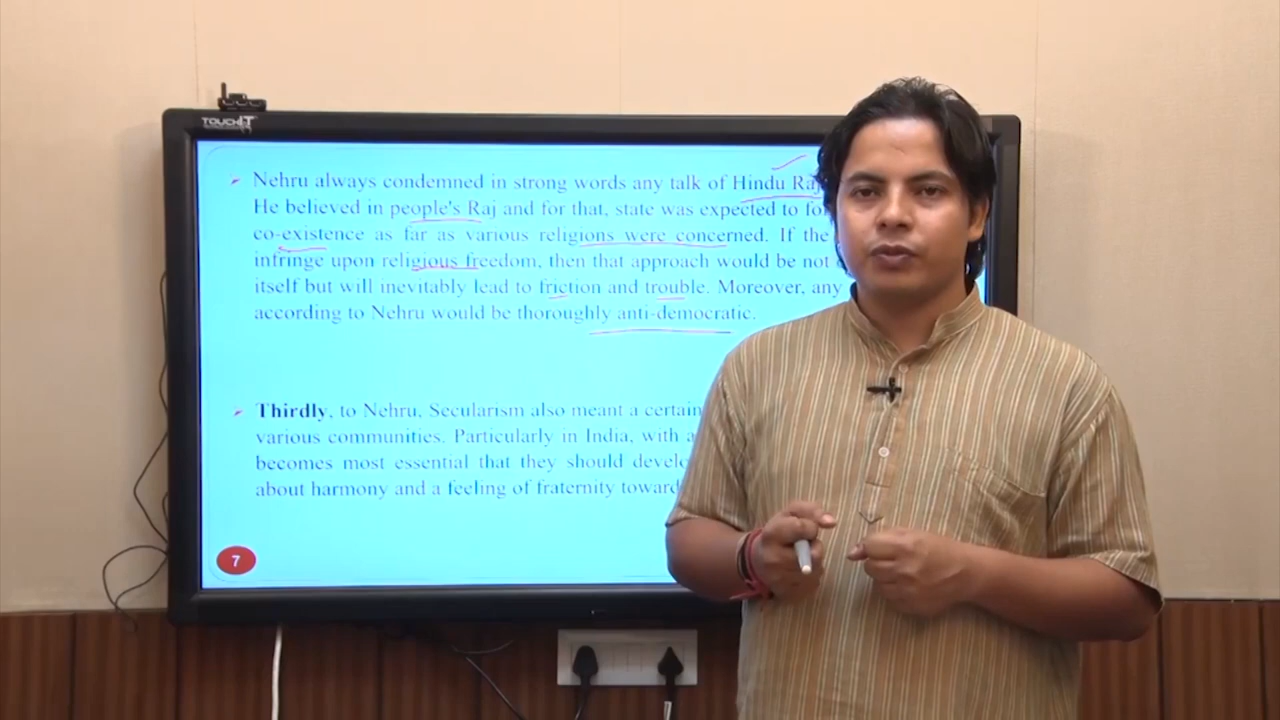 TOUCHIT
Nehru always condemned in strong words any talk of Hindu Raj
He believed in people's Raj and for that, state was expected to
co-existence as far as various religions were concerned. If the
infringe upon religious freedom, then that approach would be not
itself but will inevitably lead to friction and trouble. Moreover, any
according to Nehru would be thoroughly anti-democratic.
Thirdly, to Nehru, Secularism also meant a certain
various communities. Particularly in India, with
becomes most essential that they should
about harmony and a feeling of fraternity
7